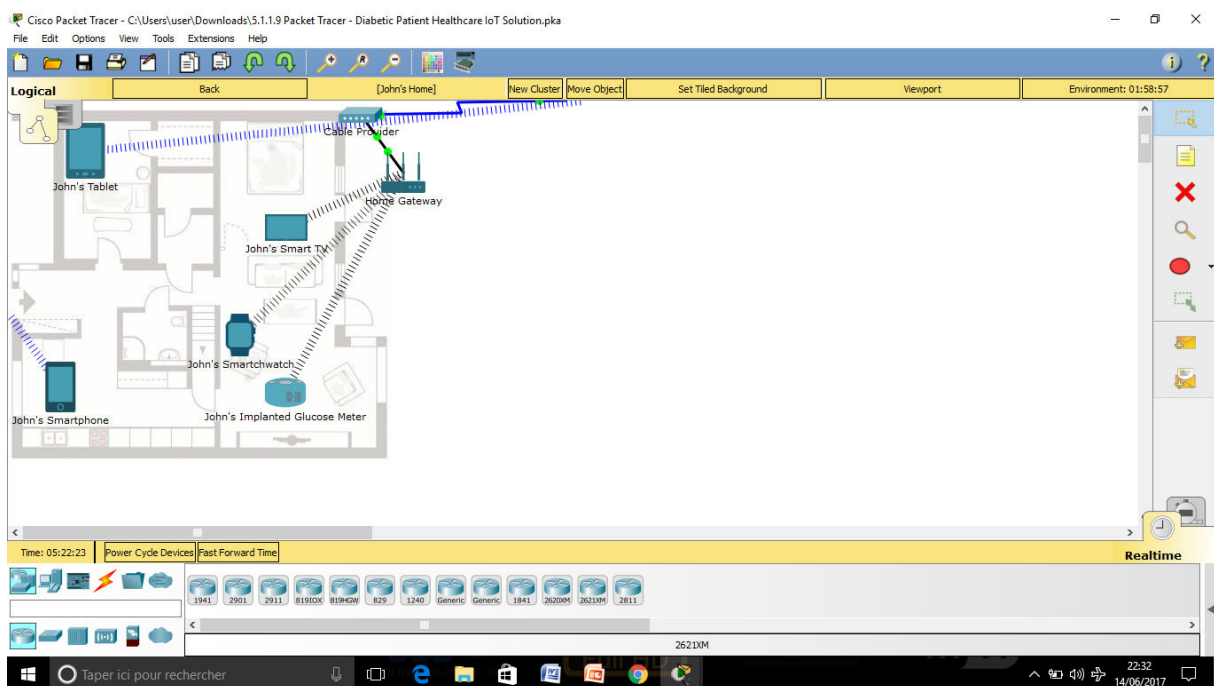 Cisco Packet Tracer - C:\Users\user\Downloads\5.1.1.9 Packet Tracer - Diabetic Patient Healthcare IoT Solution.pka
File Edit Options View Tools Extensions Help
Logical Back [John's Home] New Cluster Move Object Set Tiled Background Viewport Environment: 01:58:57
Cable Provider
John's Tablet
Home Gateway
John's Smart TV
John's Smartchwatch
John's Smartphone
John's Implanted Glucose Meter
Time: 05:22:23 Power Cycle Devices Fast Forward Time Realtime
1941 2901 2911 819IOX 819HGW 829 1240 Generic Generic 1841 2620XM 2621XM 2811
2621XM
Taper ici pour rechercher
22:32
14/06/2017